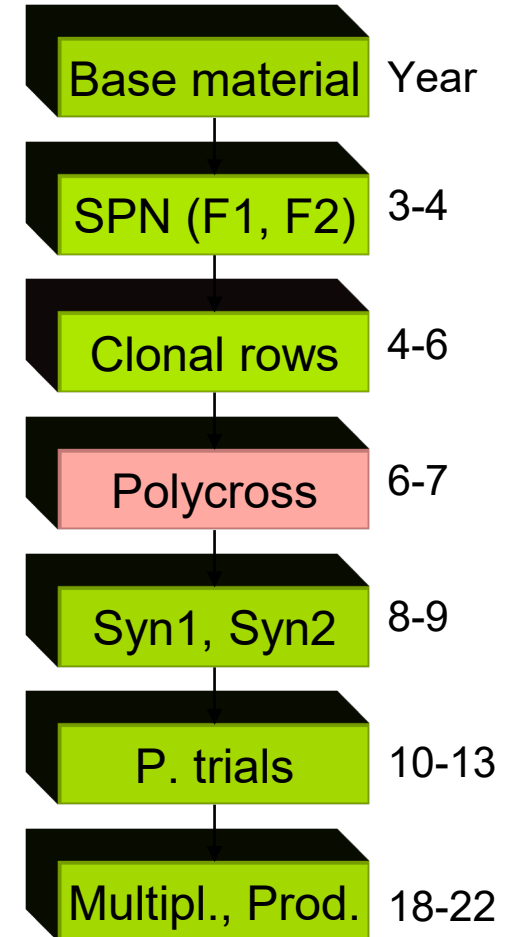 Base material Year
SPN (F1, F2) 3-4
Clonal rows 4-6
Polycross 6-7
Syn1, Syn2 8-9
P. trials 10-13
Multipl., Prod. 18-22